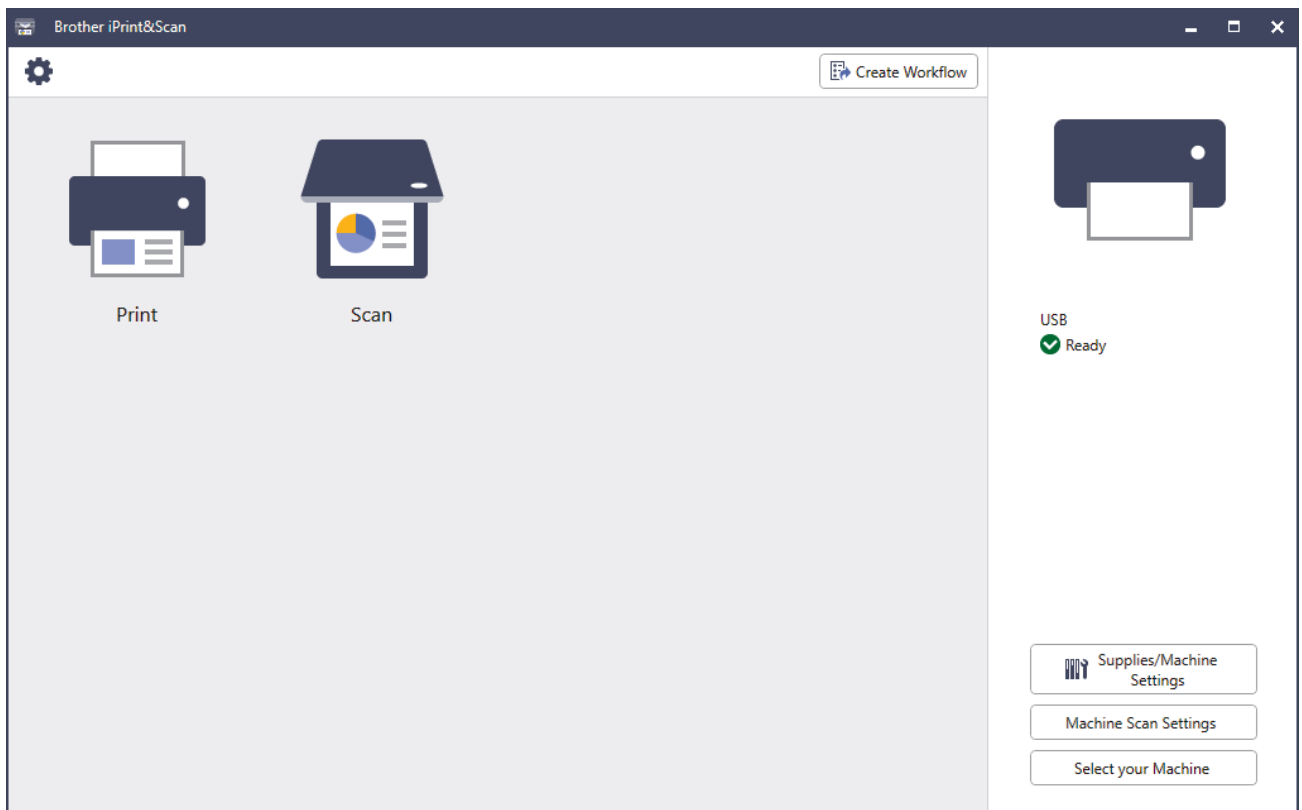 Brother iPrint&Scan
Create Workflow
Print
Scan
USB
Ready
Supplies/Machine
Settings
Machine Scan Settings
Select your Machine